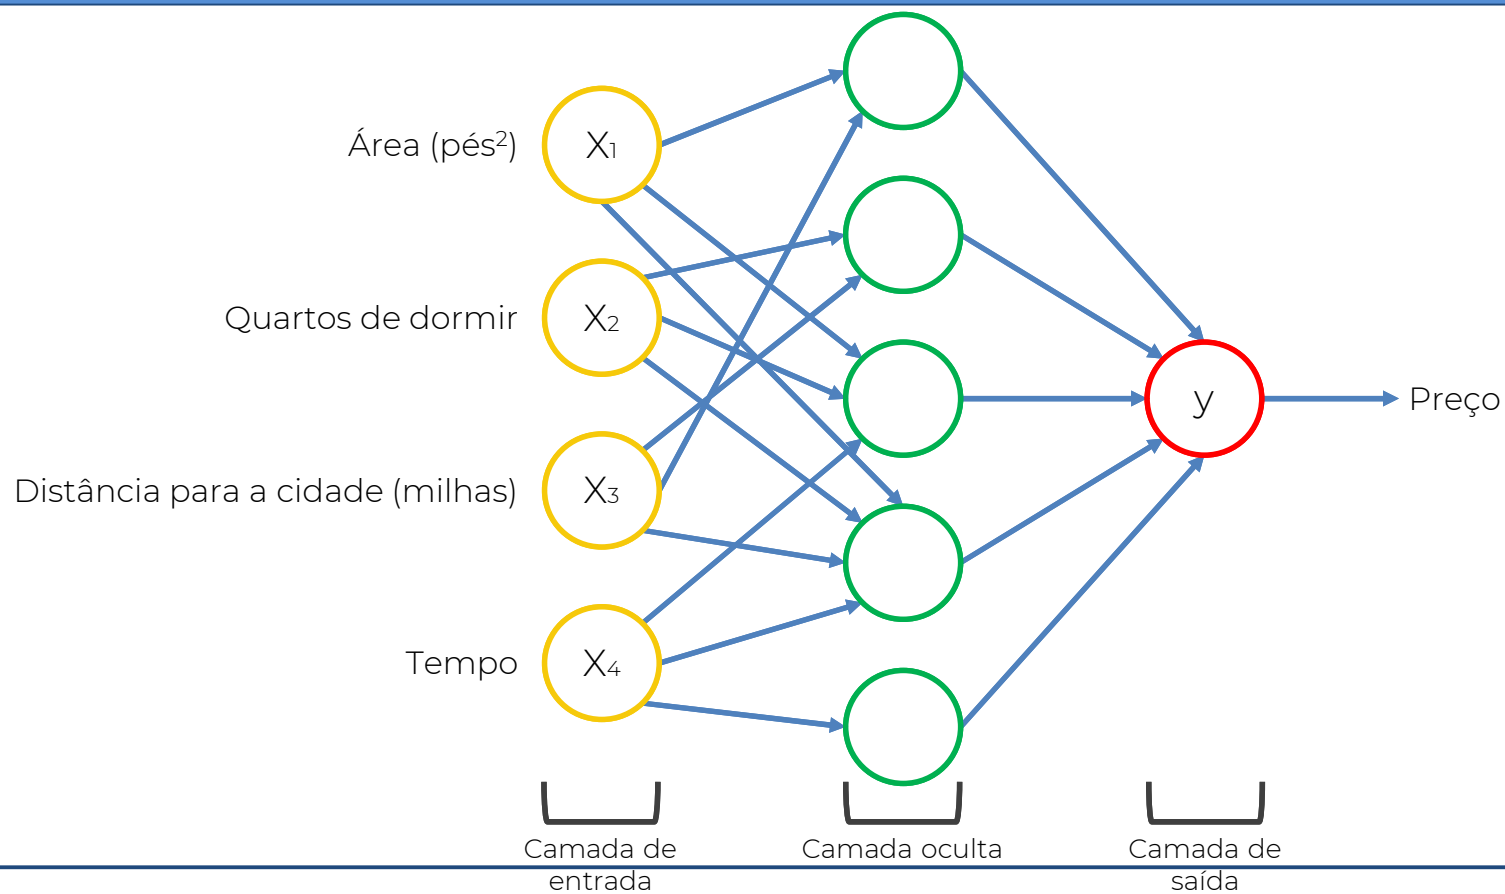 Área (pés²)
X₁
Quartos de dormir
X₂
Distância para a cidade (milhas)
X₃
Tempo
X₄
y
Preço
Camada de
entrada
Camada oculta
Camada de
saída